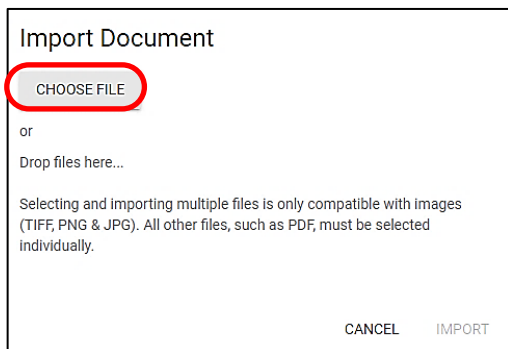 Import Document
CHOOSE FILE
or
Drop files here...
Selecting and importing multiple files is only compatible with images
(TIFF, PNG & JPG). All other files, such as PDF, must be selected
individually.
CANCEL IMPORT